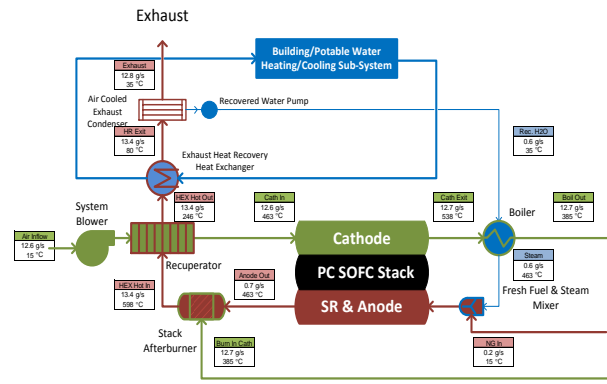 Exhaust
Exhaust
12.8 g/s
35 °C
Building/Potable Water
Heating/Cooling Sub-System
Air Cooled
Exhaust
Condenser
Recovered Water Pump
HR Exit
13.4 g/s
80 °C
Rec. H2O
0.6 g/s
35 °C
Exhaust Heat Recovery
Heat Exchanger
HEX Hot Out
13.4 g/s
246 °C
Cath In
12.6 g/s
463 °C
Cath Exit
12.7 g/s
538 °C
Boil Out
12.7 g/s
385 °C
System
Blower
Boiler
Air Inflow
12.6 g/s
15 °C
Cathode
Recuperator
PC SOFC Stack
Steam
0.6 g/s
463 °C
HEX Hot In
13.4 g/s
598 °C
Anode Out
0.7 g/s
463 °C
SR & Anode
Fresh Fuel & Steam
Mixer
Stack
Afterburner
Burn In Cath
12.7 g/s
385 °C
NG In
0.2 g/s
15 °C